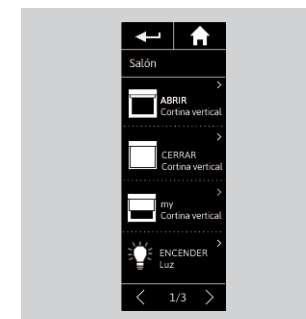 Salón
ABRIR
Cortina vertical
CERRAR
Cortina vertical
my
Cortina vertical
ENCENDER
Luz
1/3